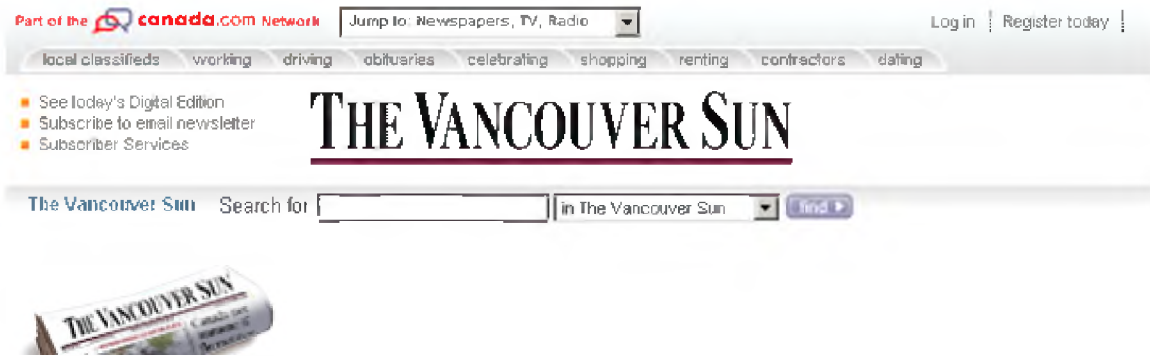 Part of the canada.com Network Jump to: Newspapers, TV, Radio Log in Register today
local classifieds working driving obituaries celebrating shopping renting contractors dating
See today's Digital Edition
Subscribe to email newsletter
Subscriber Services
THE VANCOUVER SUN
The Vancouver Sun Search for in The Vancouver Sun find
THE VANCOUVER SUN